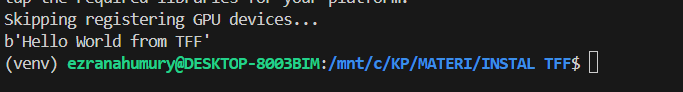 tup the required libraries for your platform.
Skipping registering GPU devices...
b'Hello World from TFF'
(venv) ezranahumury@DESKTOP-8003BIM:/mnt/c/KP/MATERI/INSTAL TFF$